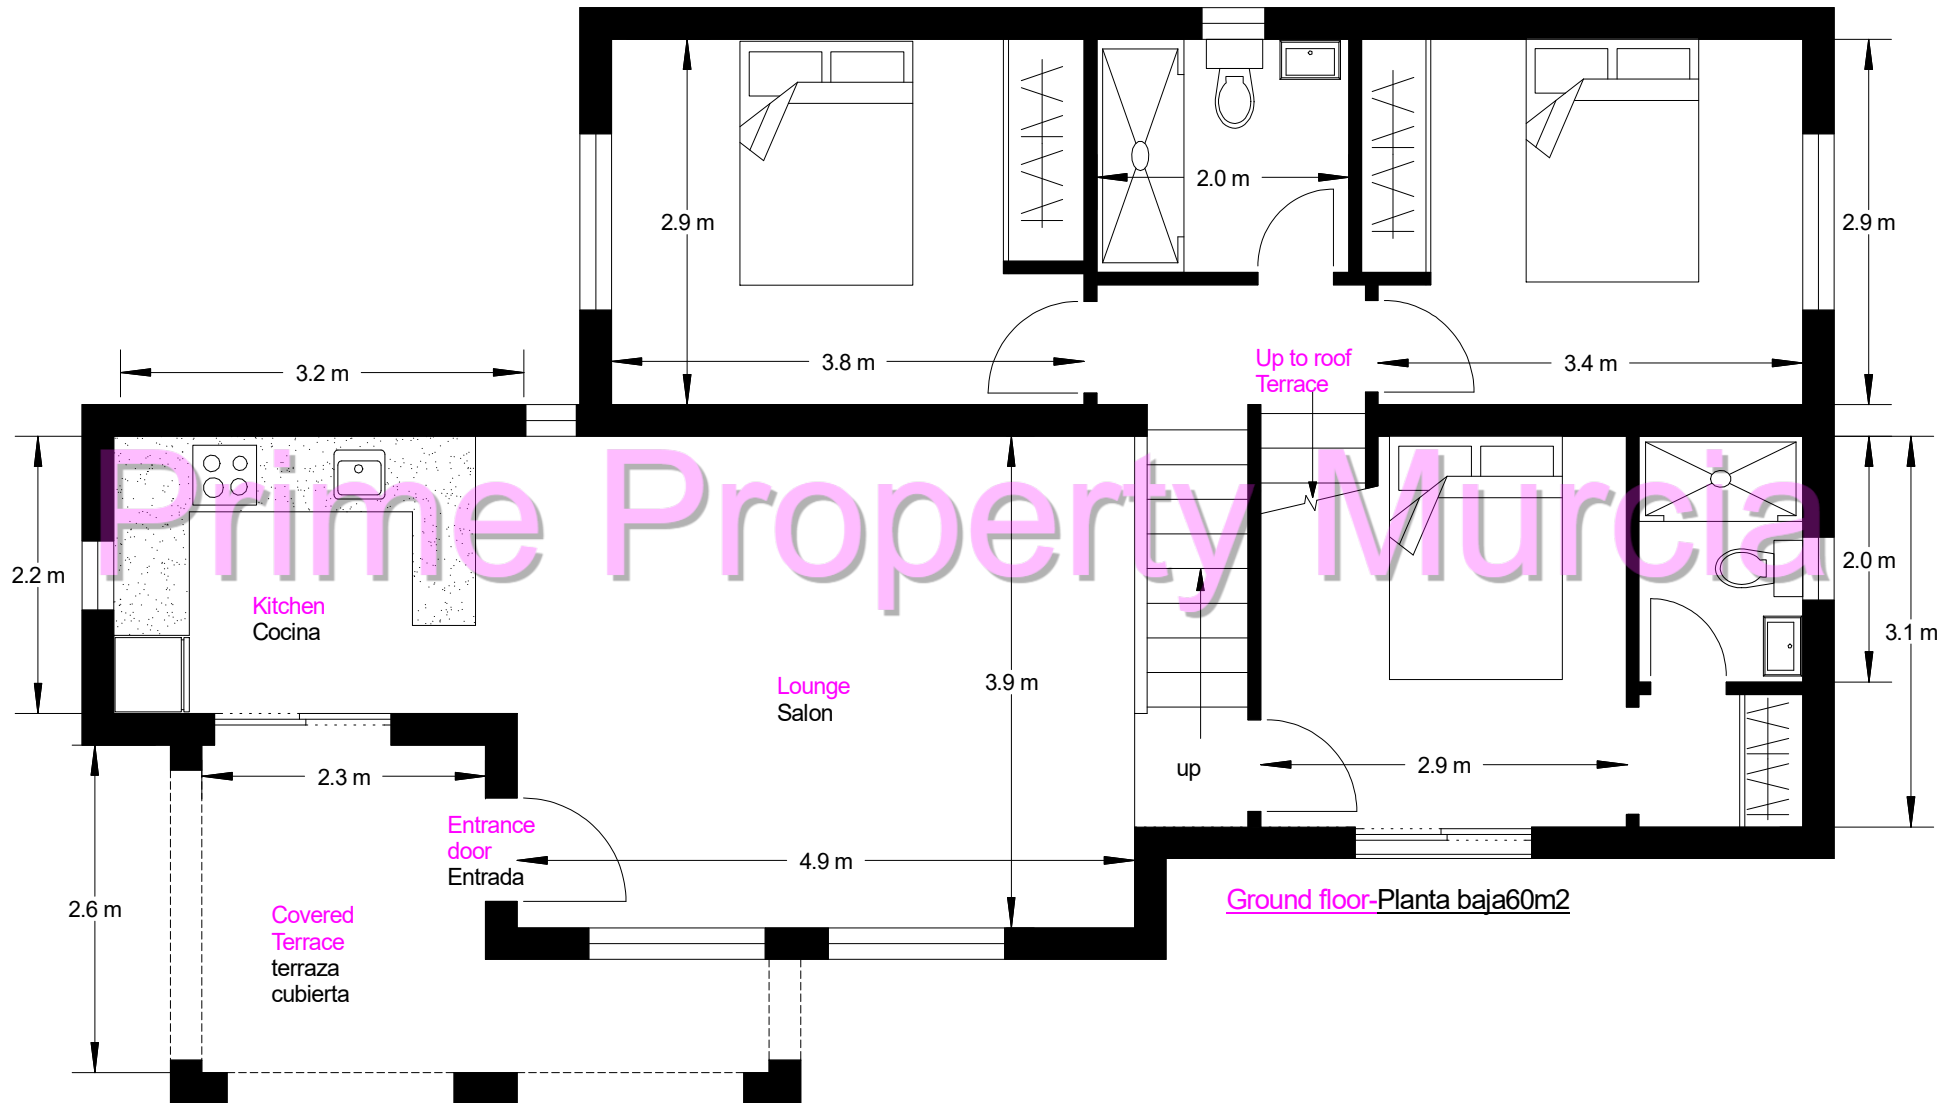 2.0 m
2.9 m
2.9 m
3.2 m
3.8 m
Up to roof
Terrace
3.4 m
Prime Property Murcia
2.2 m
2.0 m
Kitchen
Cocina
3.1 m
Lounge
Salon
3.9 m
2.3 m
up
2.9 m
Entrance
door
Entrada
4.9 m
2.6 m
Covered
Terrace
terraza
cubierta
Ground floor-Planta baja60m2